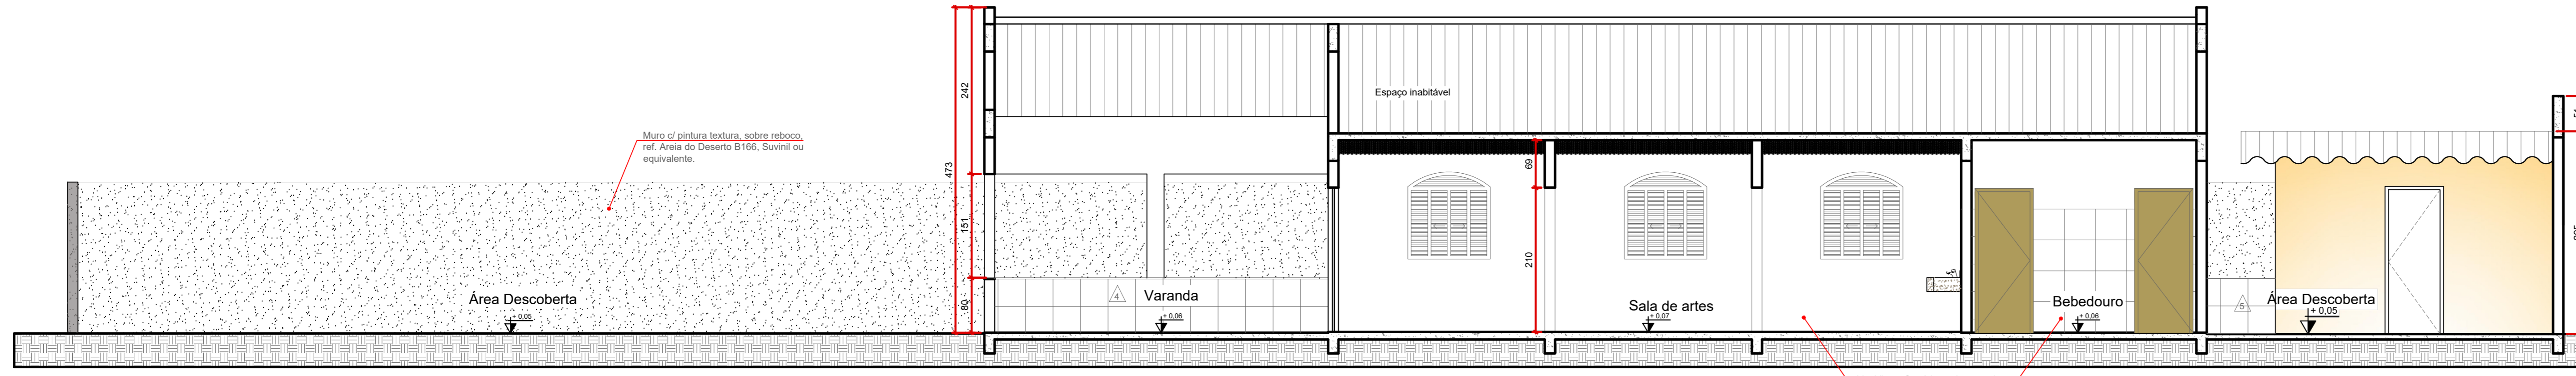 Muro c/ pintura textura, sobre reboco,
ref. Areia do Deserto B166, Suvinil ou
equivalente.
Espaço inabitável
242
473
151
80
69
210
Área Descoberta
+ 0,05
4
Varanda
+ 0,06
Sala de artes
+ 0,07
Bebedouro
+ 0,06
5
Área Descoberta
+ 0,05